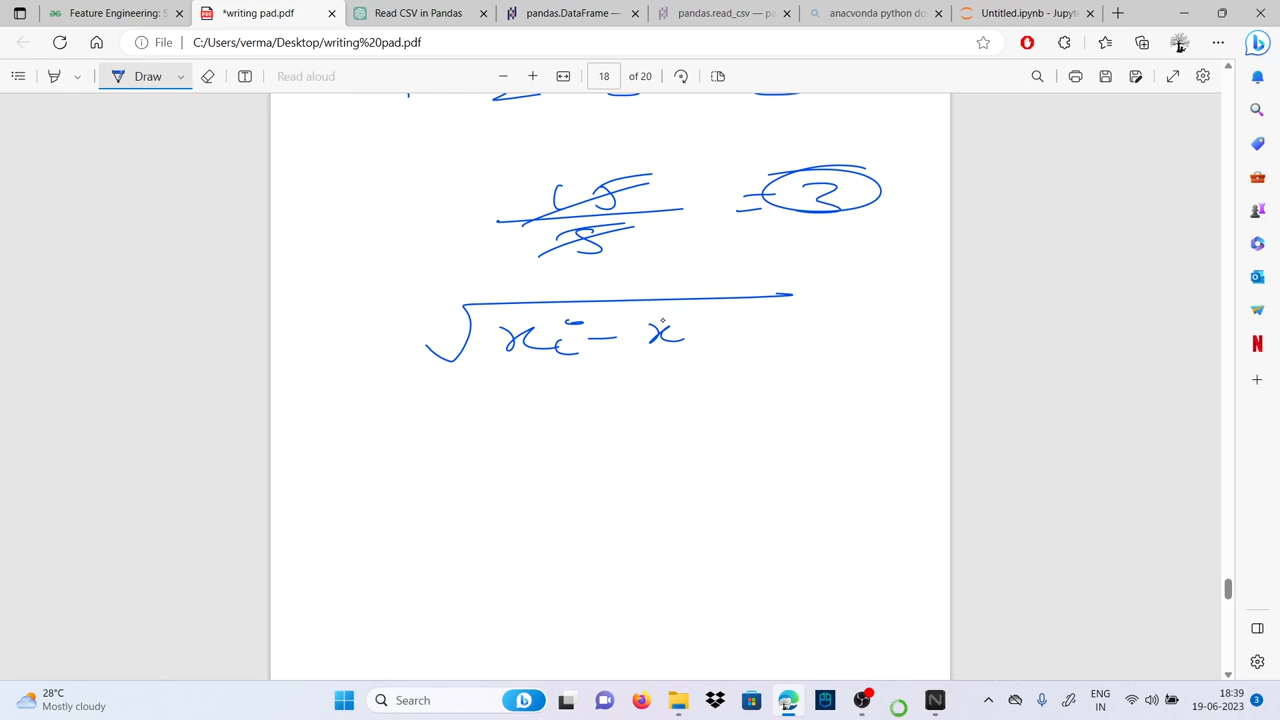 Feature Engineering: S
*writing pad.pdf
Read CSV in Pandas
pandas.DataFrame —
pandas.read_csv — pa
anacvonda python do
Untitled.ipynb - Jupyt
File C:/Users/verma/Desktop/writing%20pad.pdf
Draw Read aloud 18 of 20
15
= 3
5
√ xi - x
28°C
Mostly cloudy
Search
ENG
IN
18:39
19-06-2023
3